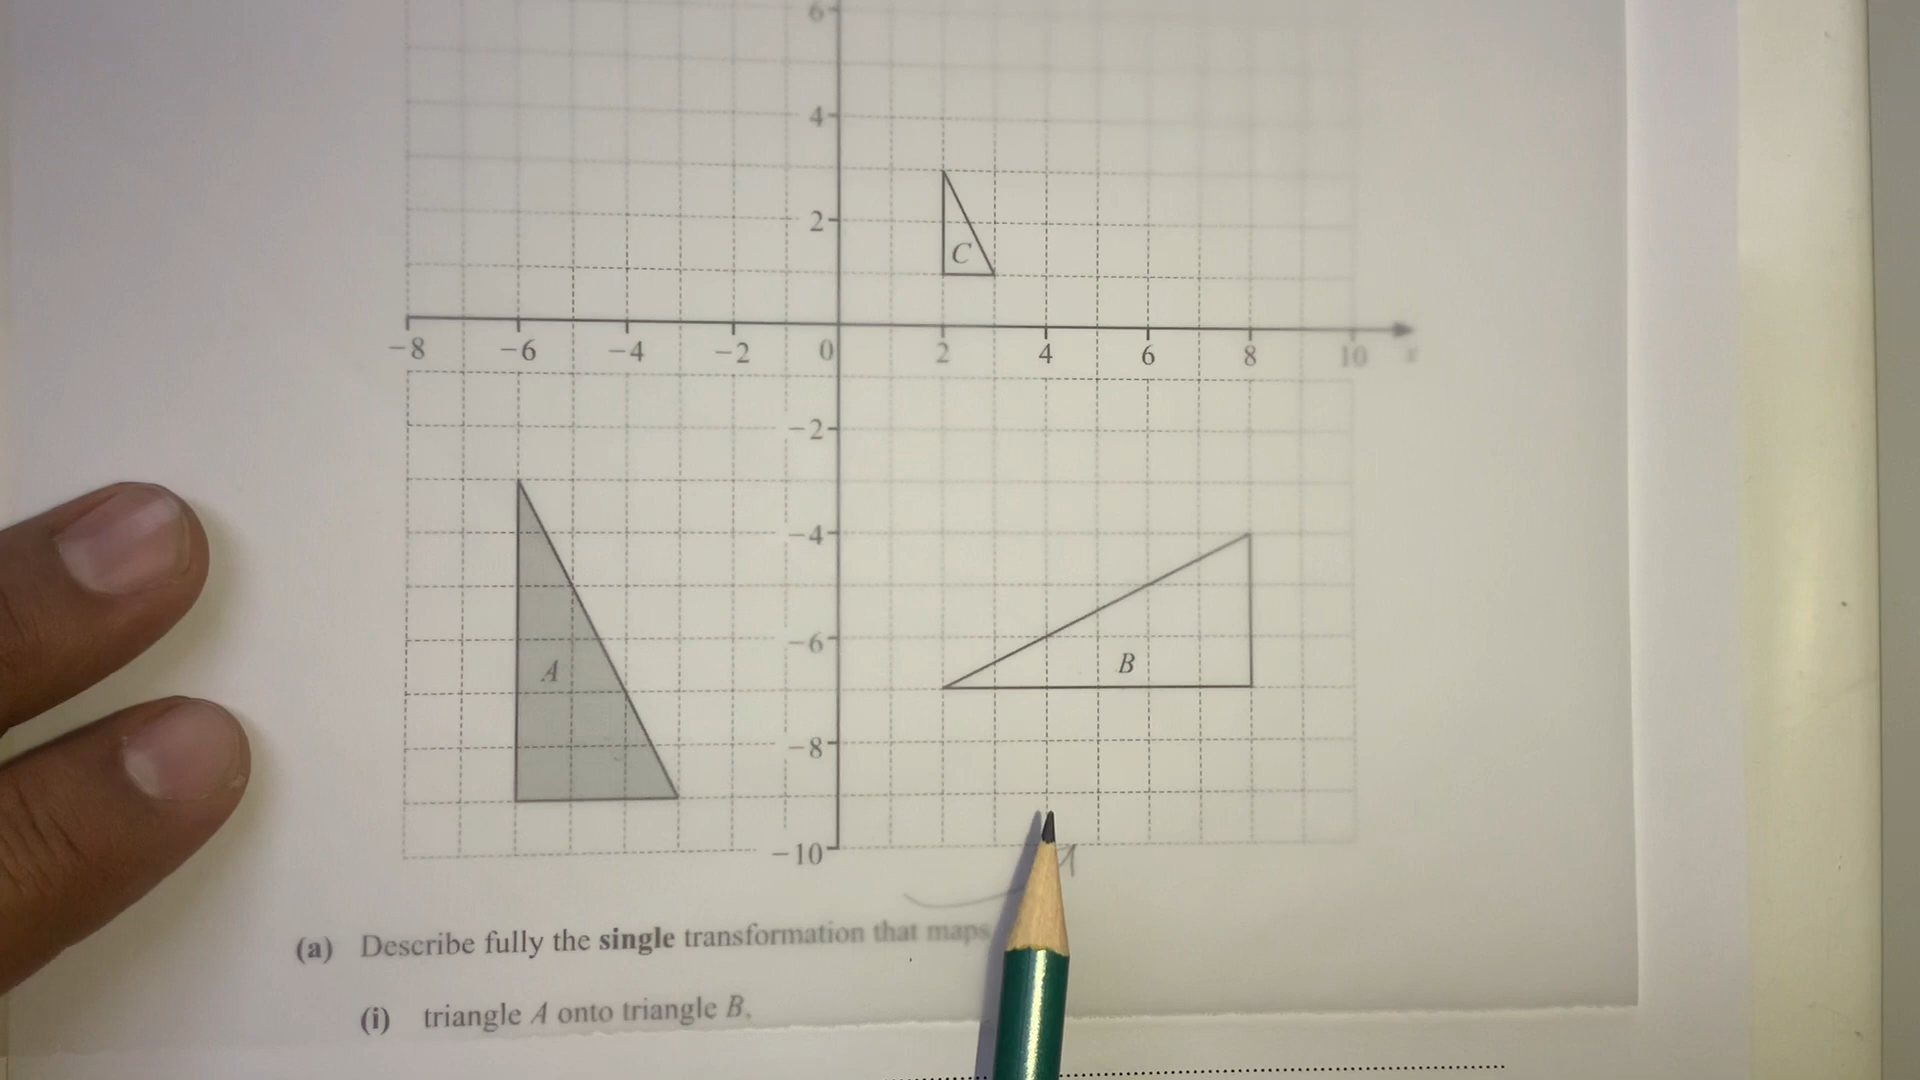 6
4
2
C
−8 −6 −4 −2 0 2 4 6 8 10 x
−2
−4
−6
A
B
−8
−10
(a) Describe fully the single transformation that maps
(i) triangle A onto triangle B.